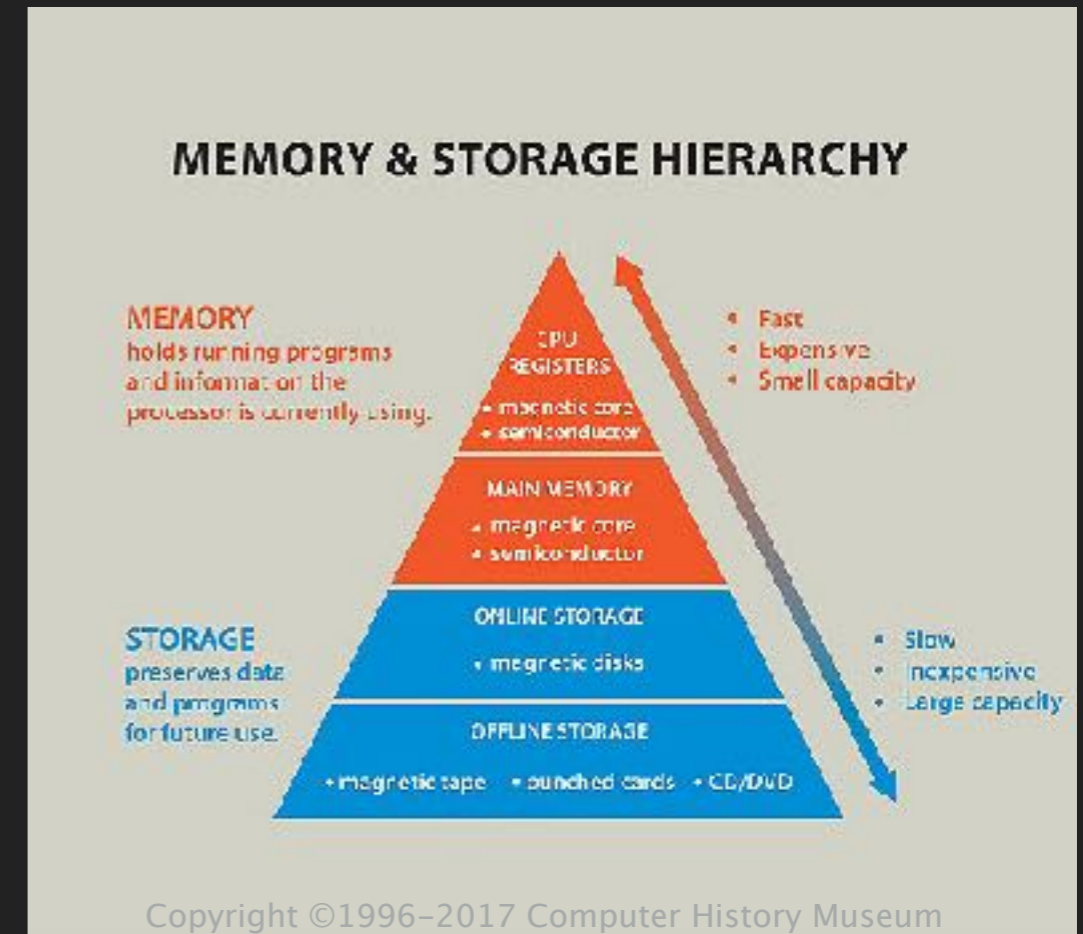 MEMORY & STORAGE HIERARCHY
MEMORY
holds running programs
and information the
processor is currently using.
CPU
REGISTERS
• magnetic core
• semiconductor
• Fast
• Expensive
• Small capacity
MAIN MEMORY
• magnetic core
• semiconductor
STORAGE
preserves data
and programs
for future use.
ONLINE STORAGE
• magnetic disks
• Slow
• Inexpensive
• Large capacity
OFFLINE STORAGE
• magnetic tape • punched cards • CD/DVD
Copyright ©1996-2017 Computer History Museum